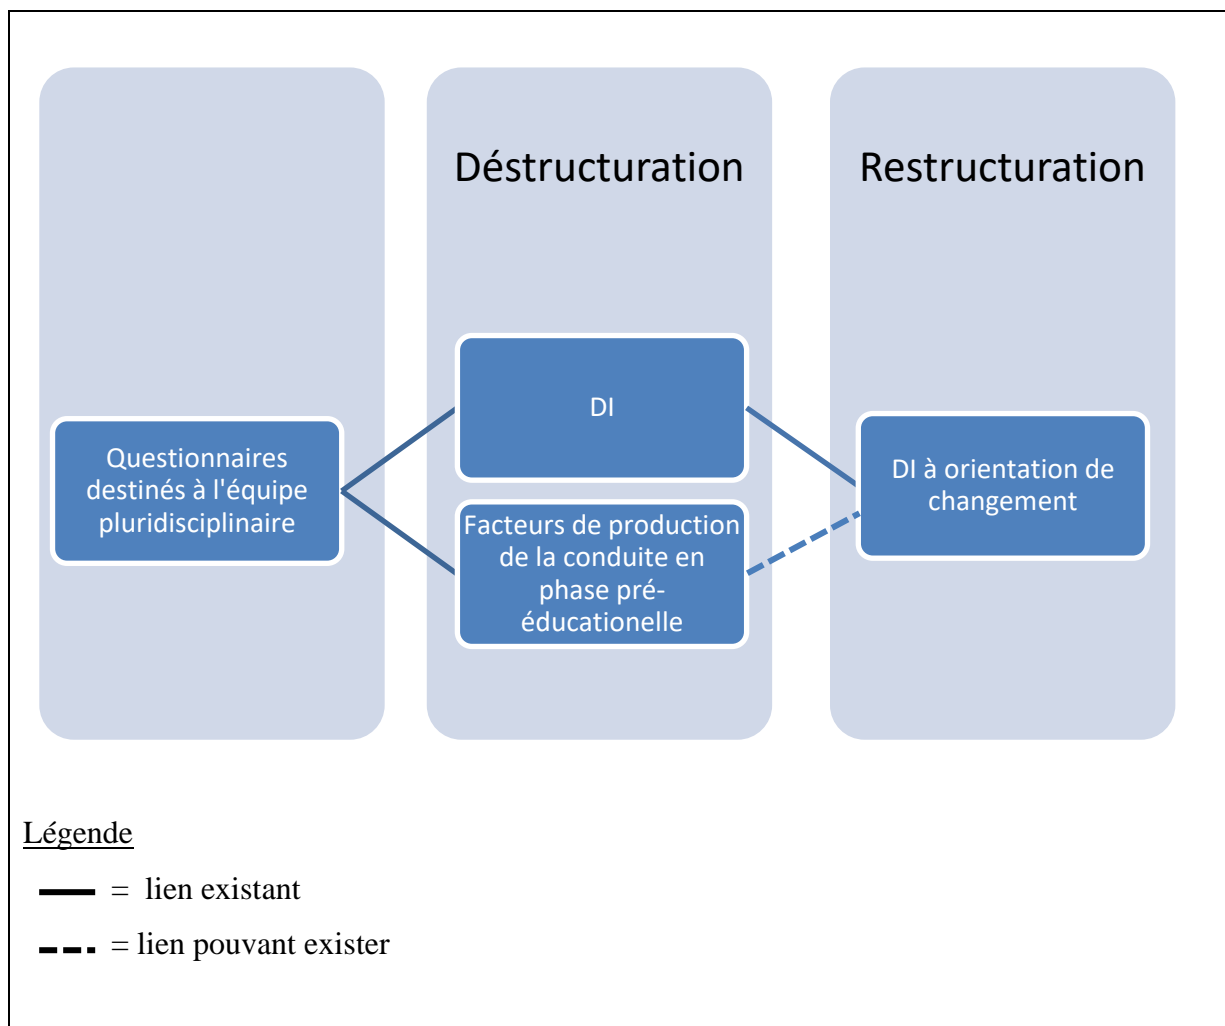 Déstructuration
Restructuration
Questionnaires
destinés à l'équipe
pluridisciplinaire
DI
Facteurs de production
de la conduite en
phase pré-
éducationelle
DI à orientation de
changement
Légende
= lien existant
= lien pouvant exister